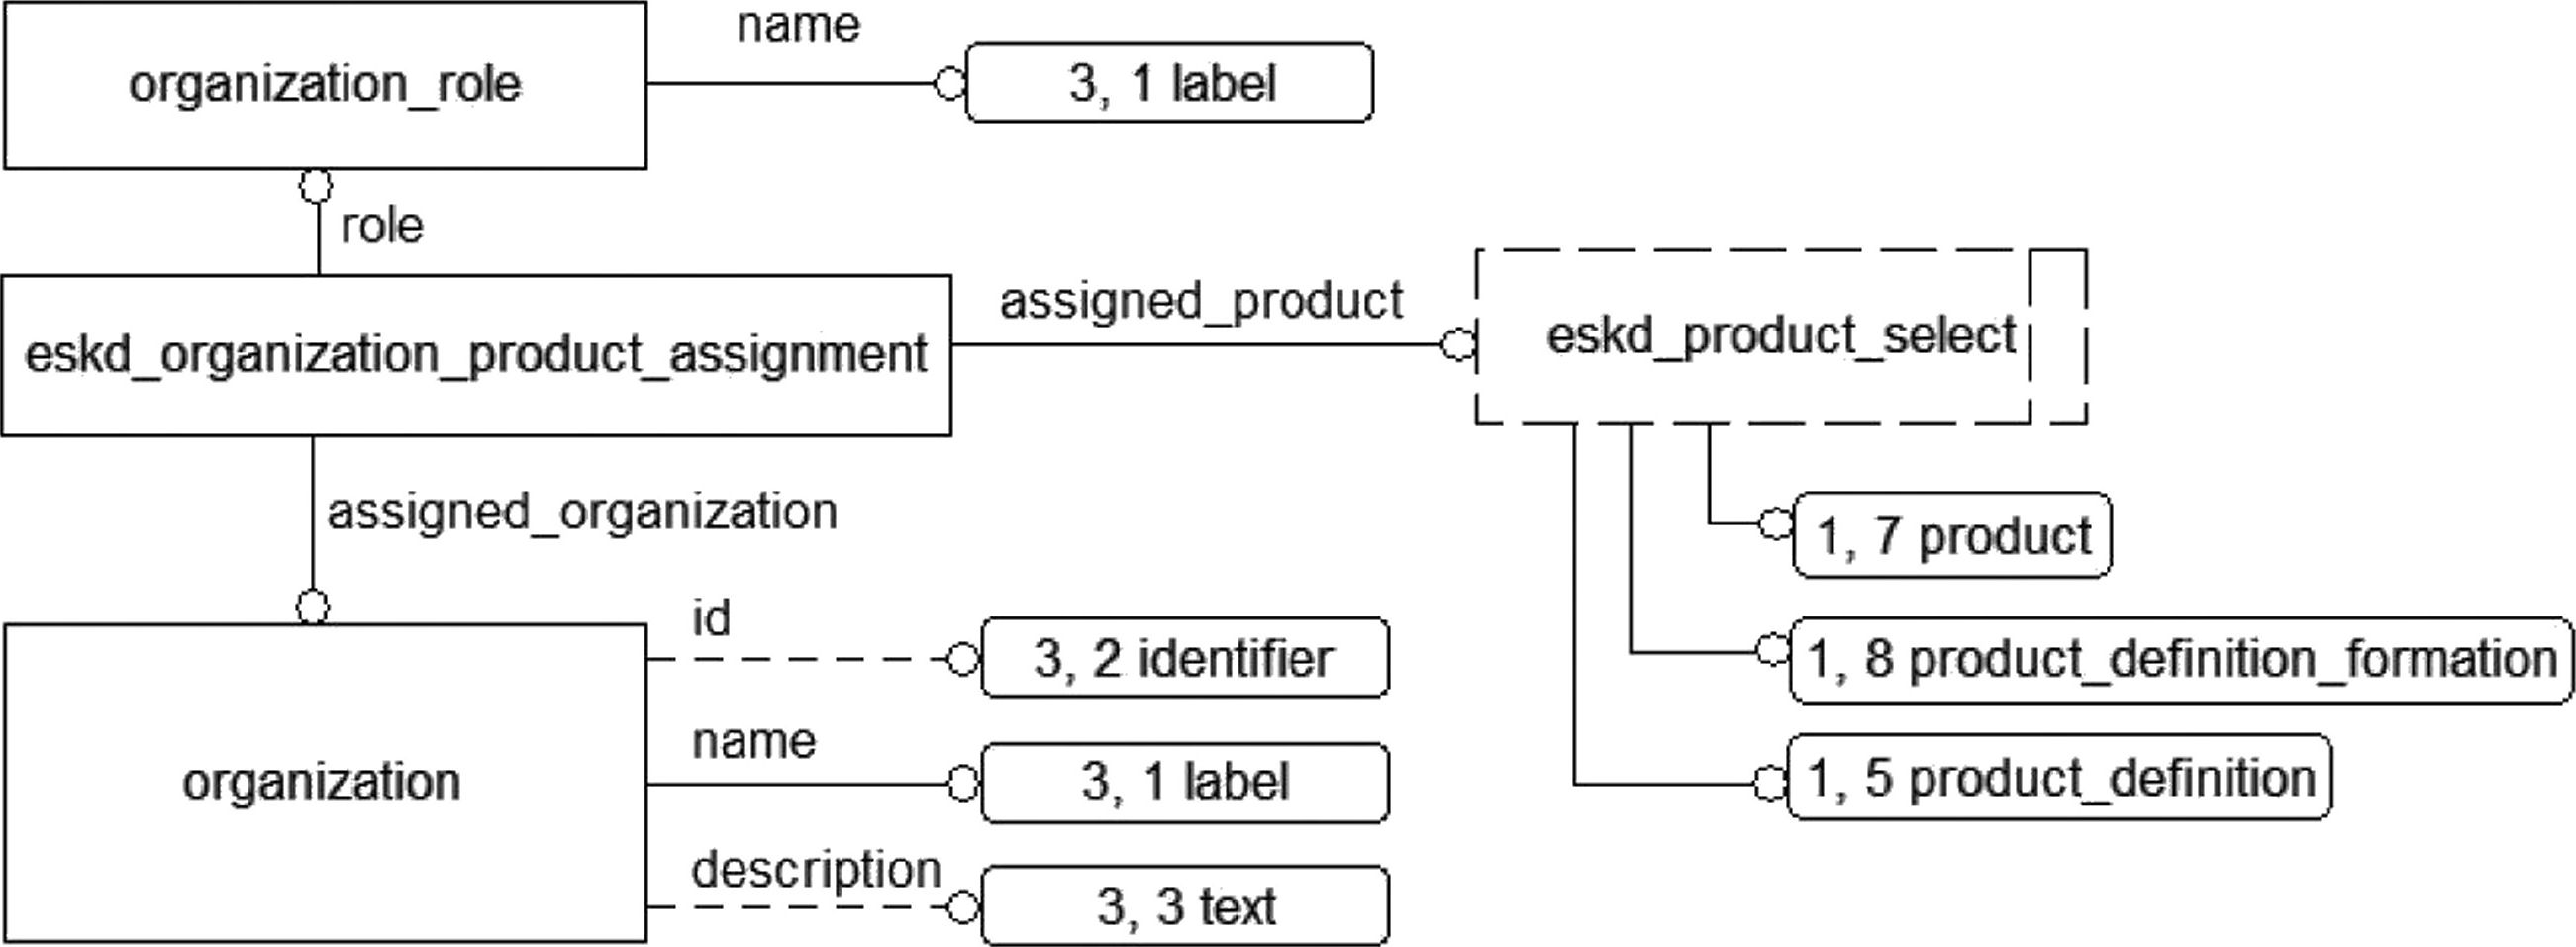 name
organization_role
3, 1 label
role
assigned_product
eskd_product_select
eskd_organization_product_assignment
assigned_organization
1, 7 product
id
3, 2 identifier
1, 8 product_definition_formation
name
organization
3, 1 label
1, 5 product_definition
description
3, 3 text